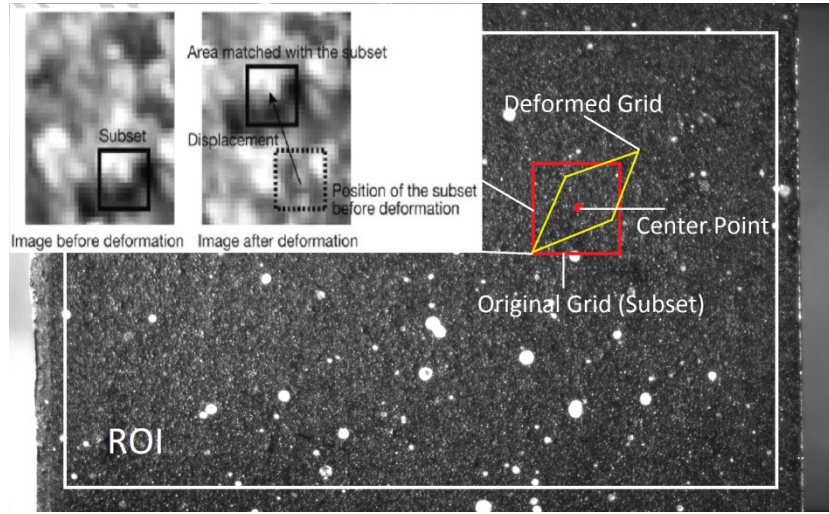 Area matched with the subset
Subset
Displacement
Position of the subset
before deformation
Image before deformation
Image after deformation
Deformed Grid
Center Point
Original Grid (Subset)
ROI